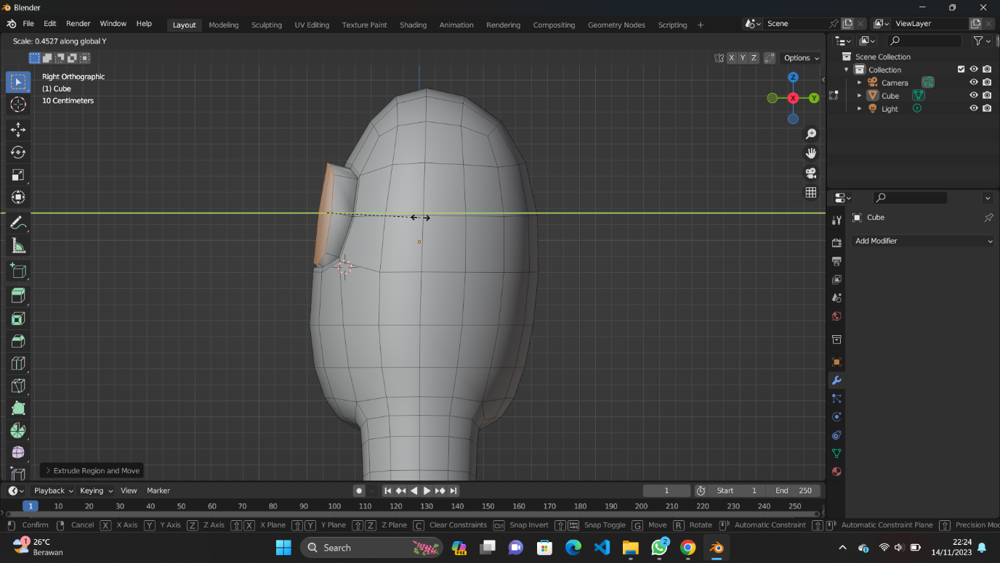 Blender
File Edit Render Window Help Layout Modeling Sculpting UV Editing Texture Paint Shading Animation Rendering Compositing Geometry Nodes Scripting + Scene ViewLayer
Scale: 0.4527 along global Y
X Y Z Options
Right Orthographic
(1) Cube
10 Centimeters
Z
X
Y
Scene Collection
Collection
Camera
Cube
Light
Cube
Add Modifier
Extrude Region and Move
Playback Keying View Marker 1 Start 1 End 250
1 10 20 30 40 50 60 70 80 90 100 110 120 130 140 150 160 170 180 190 200 210 220 230 240 250
Confirm Cancel X X Axis Y Y Axis Z Z Axis X X Plane Y Y Plane Z Z Plane C Clear Constraints Ctrl Snap Invert Snap Toggle G Move R Rotate Automatic Constraint Automatic Constraint Plane Precision Mo
1
26°C
Berawan
Search
PRE
2
22:24
14/11/2023